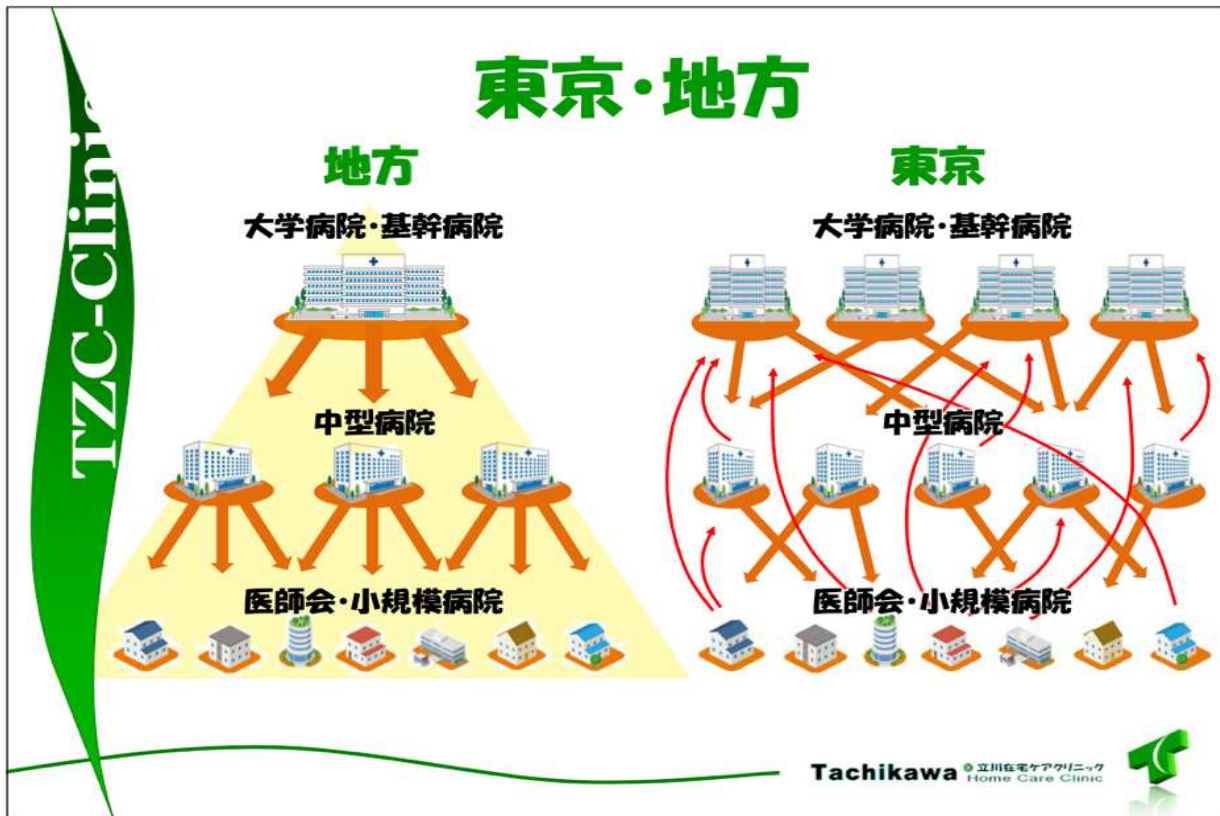 東京・地方
地方
東京
大学病院・基幹病院
大学病院・基幹病院
中型病院
中型病院
医師会・小規模病院
医師会・小規模病院
TZC-Clinic
Tachikawa
立川在宅ケアクリニック
Home Care Clinic